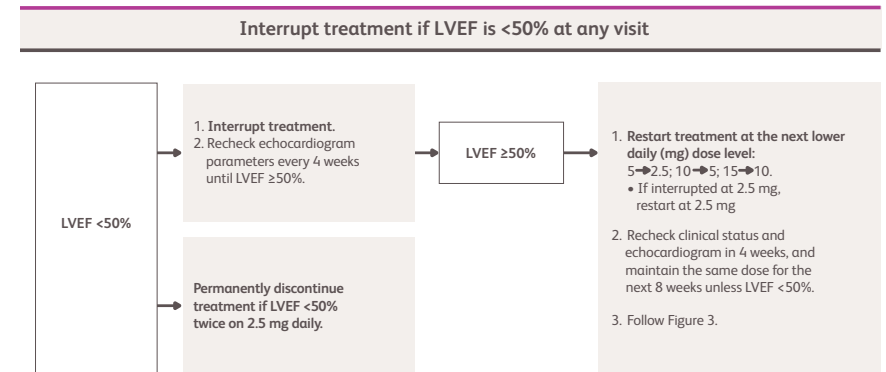 Interrupt treatment if LVEF is <50% at any visit
LVEF <50%
1. Interrupt treatment.
2. Recheck echocardiogram
parameters every 4 weeks
until LVEF ≥50%.
LVEF ≥50%
1. Restart treatment at the next lower
daily (mg) dose level:
5➔2.5; 10➔5; 15➔10.
• If interrupted at 2.5 mg,
restart at 2.5 mg
2. Recheck clinical status and
echocardiogram in 4 weeks, and
maintain the same dose for the
next 8 weeks unless LVEF <50%.
3. Follow Figure 3.
Permanently discontinue
treatment if LVEF <50%
twice on 2.5 mg daily.